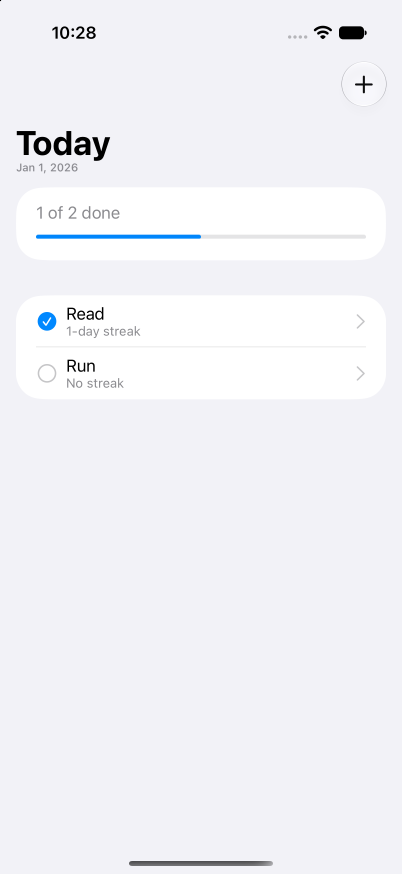 10:28
Today
Jan 1, 2026
1 of 2 done
Read
1-day streak
Run
No streak